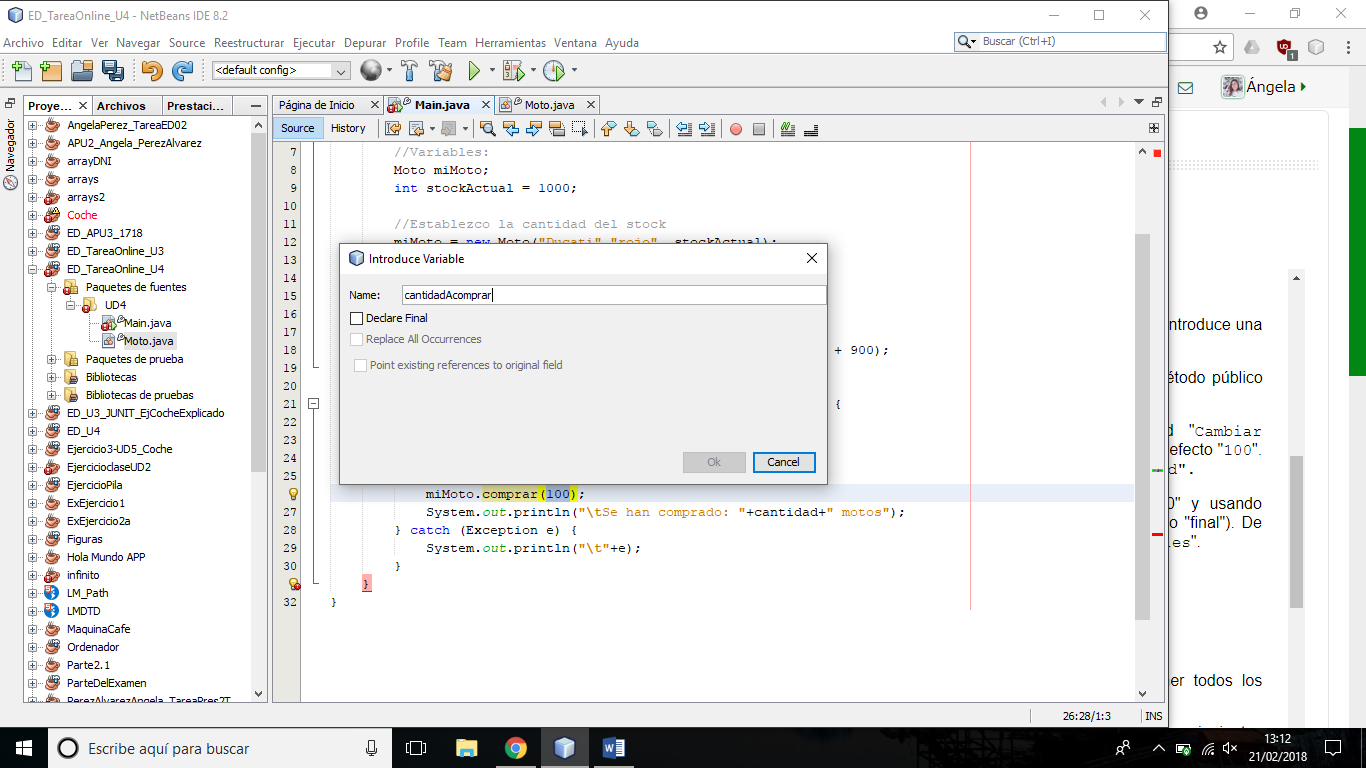 ED_TareaOnline_U4 - NetBeans IDE 8.2
Archivo Editar Ver Navegar Source Reestructurar Ejecutar Depurar Profile Team Herramientas Ventana Ayuda
Buscar (Ctrl+I)
<default config>
Ángela
Proye... Archivos Prestaci...
Página de Inicio Main.java Moto.java
Source History
Navegador
AngelaPerez_TareaED02
APU2_Angela_PerezAlvarez
arrayDNI
arrays
arrays2
Coche
ED_APU3_1718
ED_TareaOnline_U3
ED_TareaOnline_U4
Paquetes de fuentes
UD4
Main.java
Moto.java
Paquetes de prueba
Bibliotecas
Bibliotecas de pruebas
ED_U3_JUNIT_EjCocheExplicado
ED_U4
Ejercicio3-UD5_Coche
EjercicioclaseUD2
EjercicioPila
ExEjercicio1
ExEjercicio2a
Figuras
Hola Mundo APP
infinito
LM_Path
LMDTD
MaquinaCafe
Ordenador
Parte2.1
ParteDelExamen
PerezAlvarezAngela_TareaPres2T
7 //Variables:
8 Moto miMoto;
9 int stockActual = 1000;
10
11 //Establezco la cantidad del stock
12 miMoto = new Moto("Ducati","rojo", stockActual);
13
14
15
16
17
18 + 900);
19
20
21 {
22
23
24
25
miMoto.comprar(100);
27 System.out.println("\tSe han comprado: "+cantidad+" motos");
28 } catch (Exception e) {
29 System.out.println("\t"+e);
30 }
}
32 }
Introduce Variable
Name: cantidadAcomprar
Declare Final
Replace All Occurrences
Point existing references to original field
Ok Cancel
26:28/1:3 INS
ntroduce una
étodo público
"Cambiar
efecto "100".
d".
0" y usando
"final"). De
es".
er todos los
Escribe aquí para buscar
13:12
21/02/2018